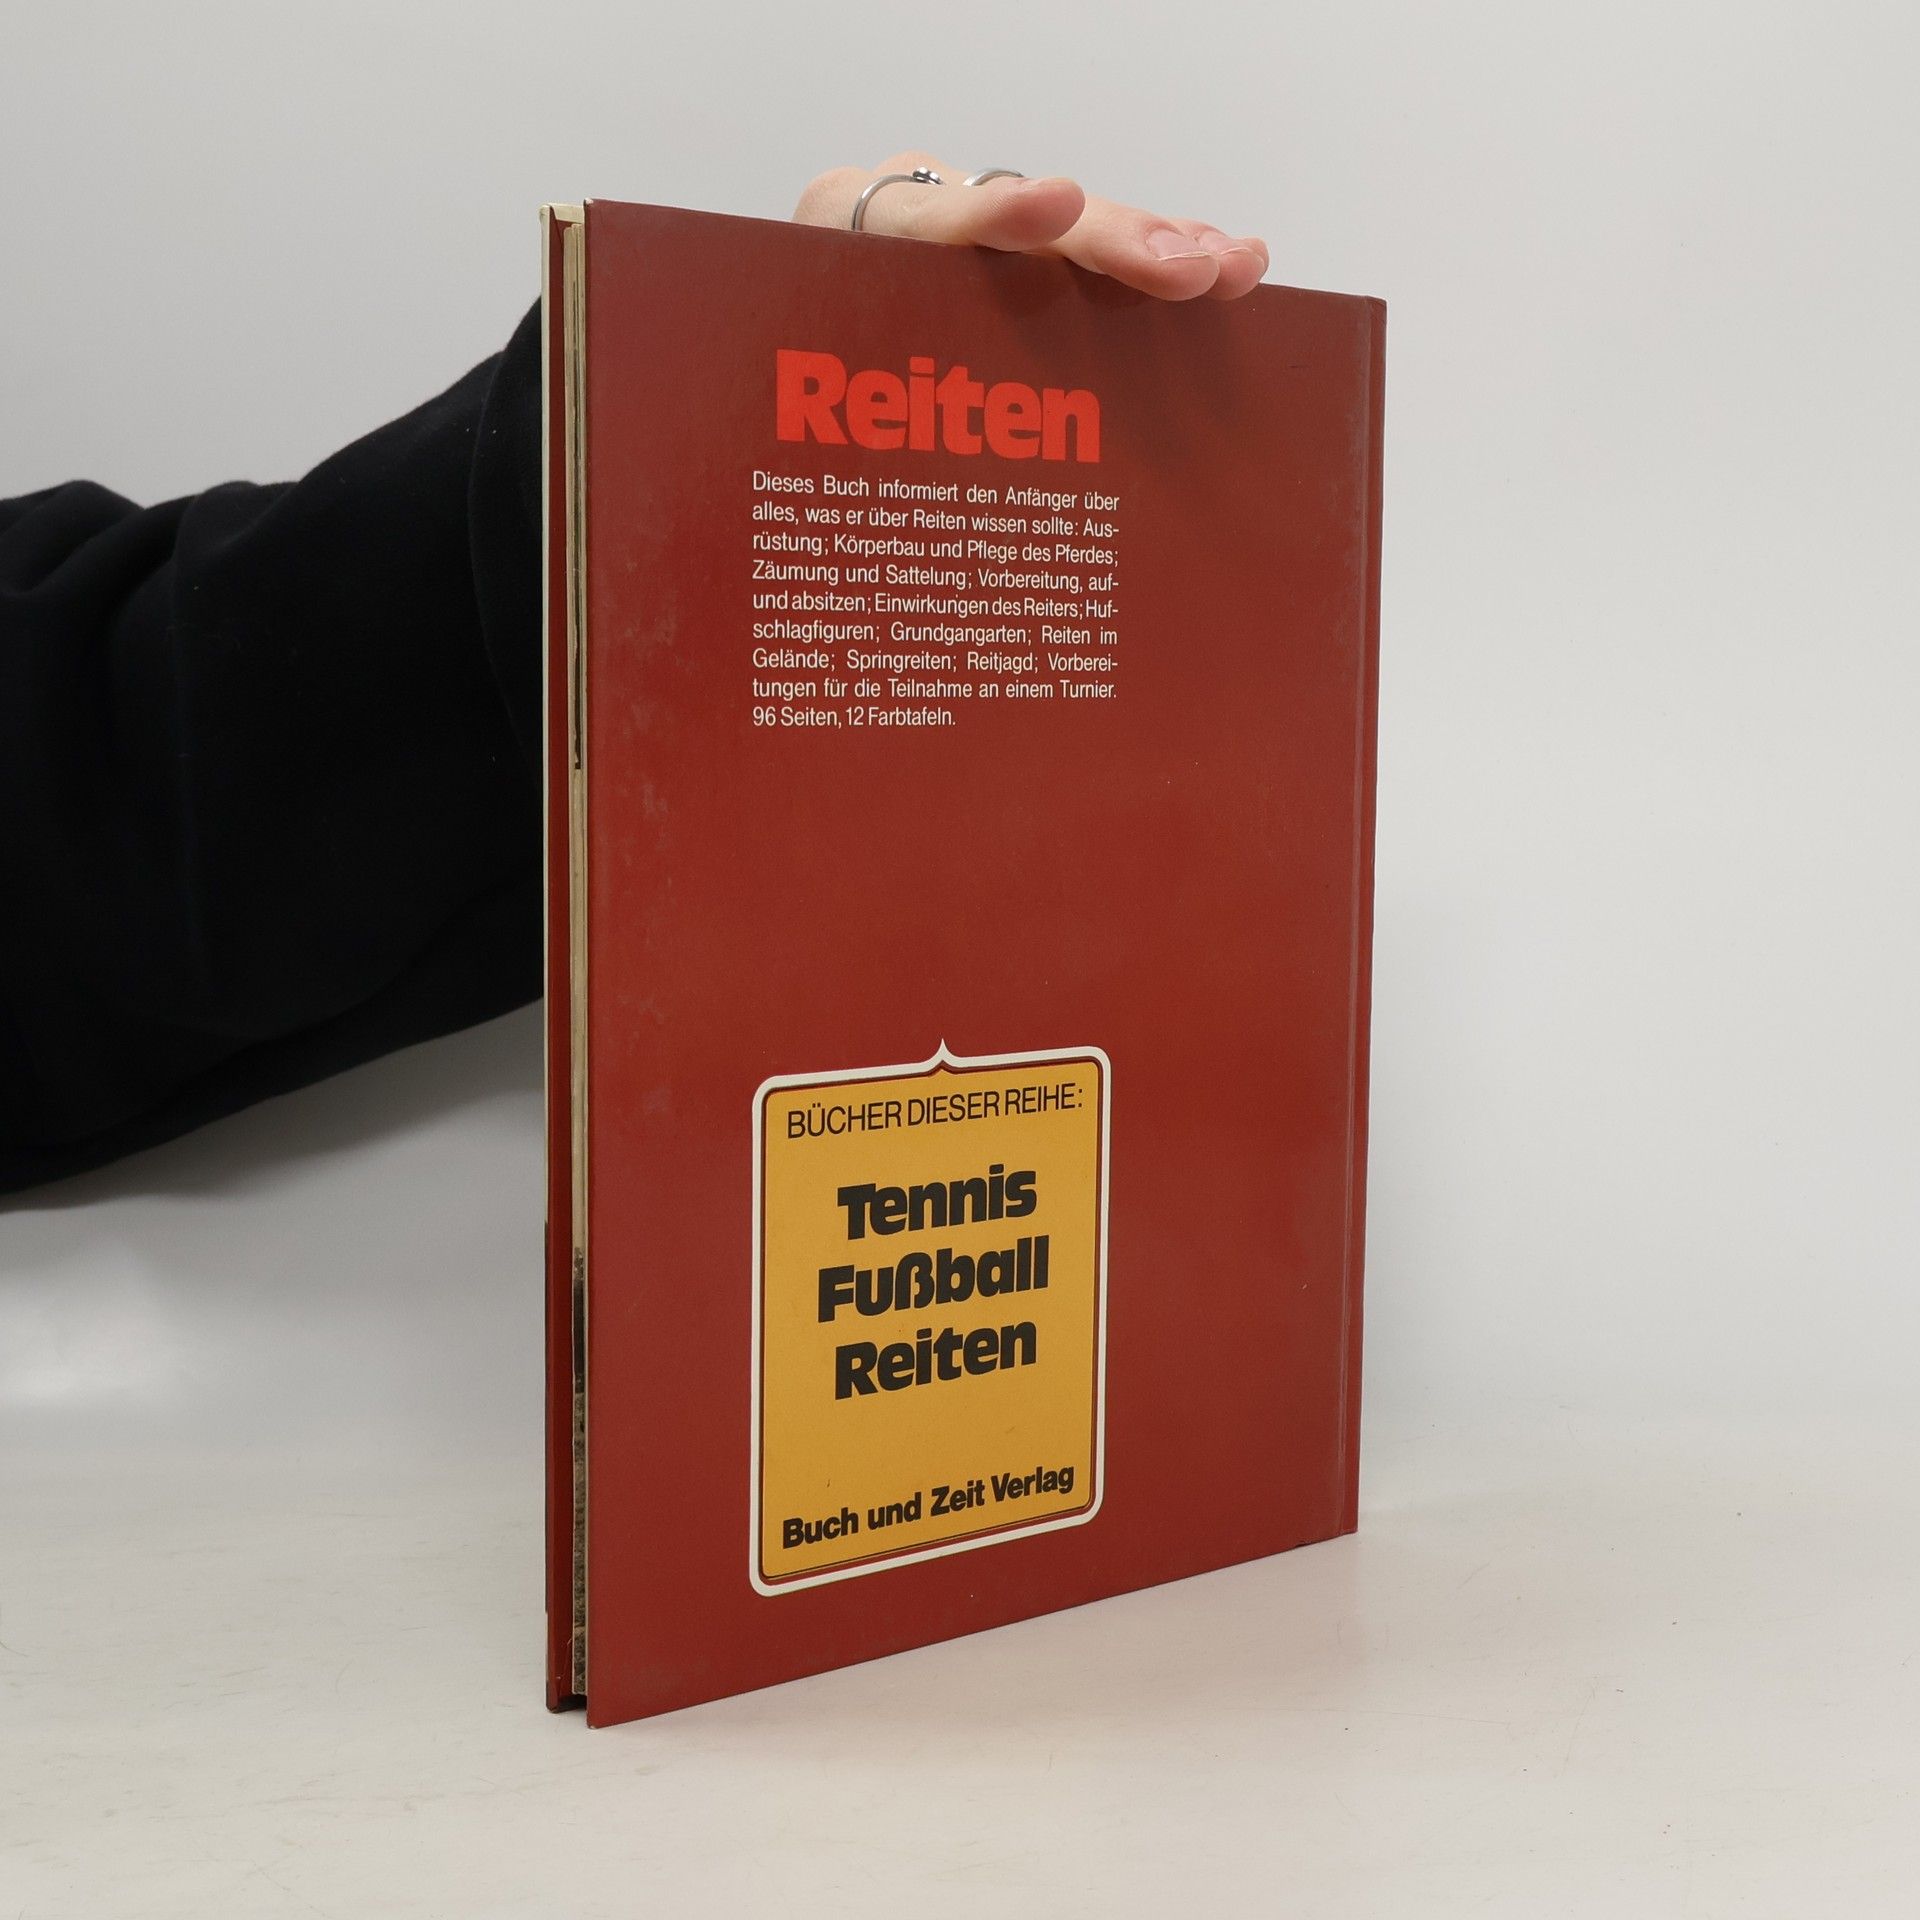 Reiten
Dieses Buch informiert den Anfänger über
alles, was er über Reiten wissen sollte: Aus-
rüstung; Körperbau und Pflege des Pferdes;
Zäumung und Sattelung; Vorbereitung, auf-
und absitzen; Einwirkungen des Reiters; Huf-
schlagfiguren; Grundgangarten; Reiten im
Gelände; Springreiten; Reitjagd; Vorberei-
tungen für die Teilnahme an einem Turnier.
96 Seiten, 12 Farbtafeln.
BÜCHER DIESER REIHE:
Tennis
Fußball
Reiten
Buch und Zeit Verlag